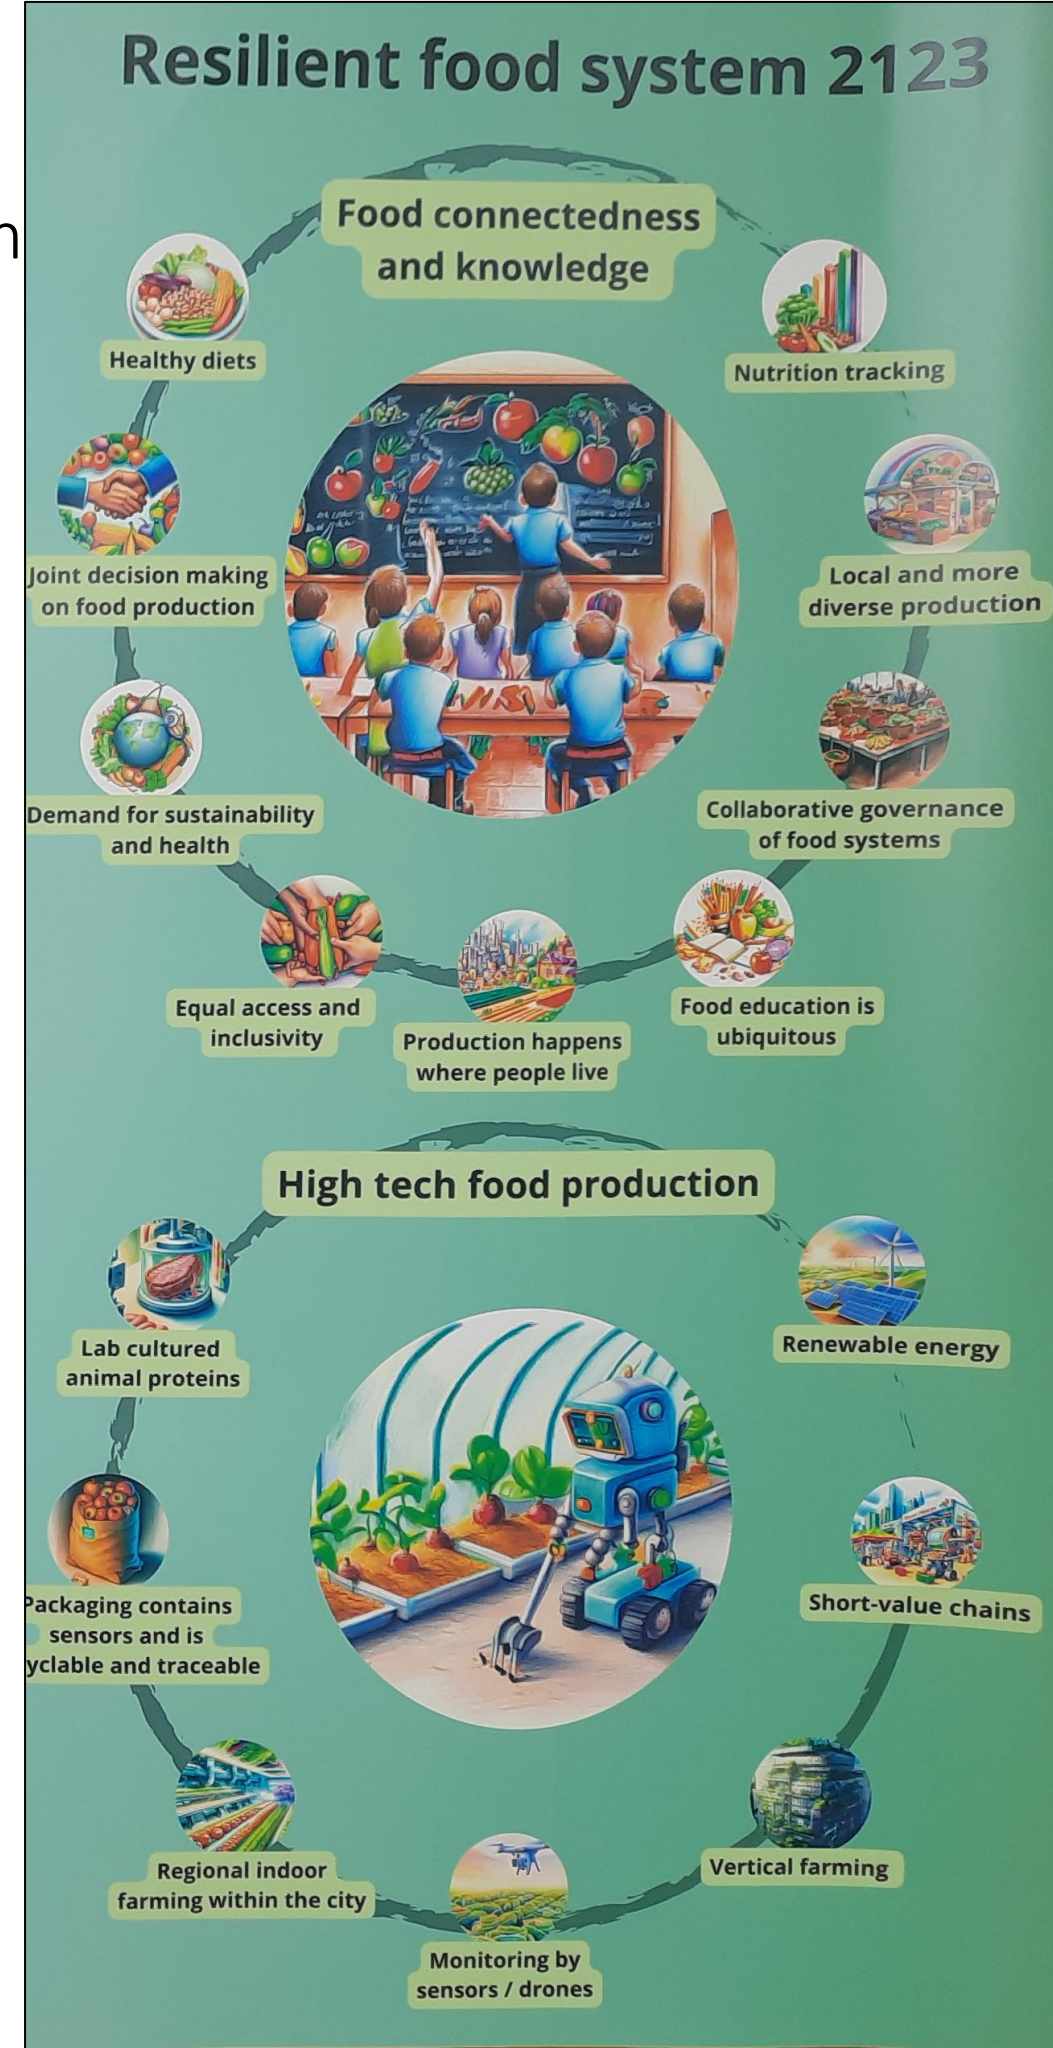 Resilient food system 2123
n
Food connectedness
and knowledge
Healthy diets
Nutrition tracking
Joint decision making
on food production
Local and more
diverse production
Demand for sustainability
and health
Collaborative governance
of food systems
Equal access and
inclusivity
Production happens
where people live
Food education is
ubiquitous
High tech food production
Lab cultured
animal proteins
Renewable energy
Packaging contains
sensors and is
yclable and traceable
Short-value chains
Regional indoor
farming within the city
Vertical farming
Monitoring by
sensors / drones